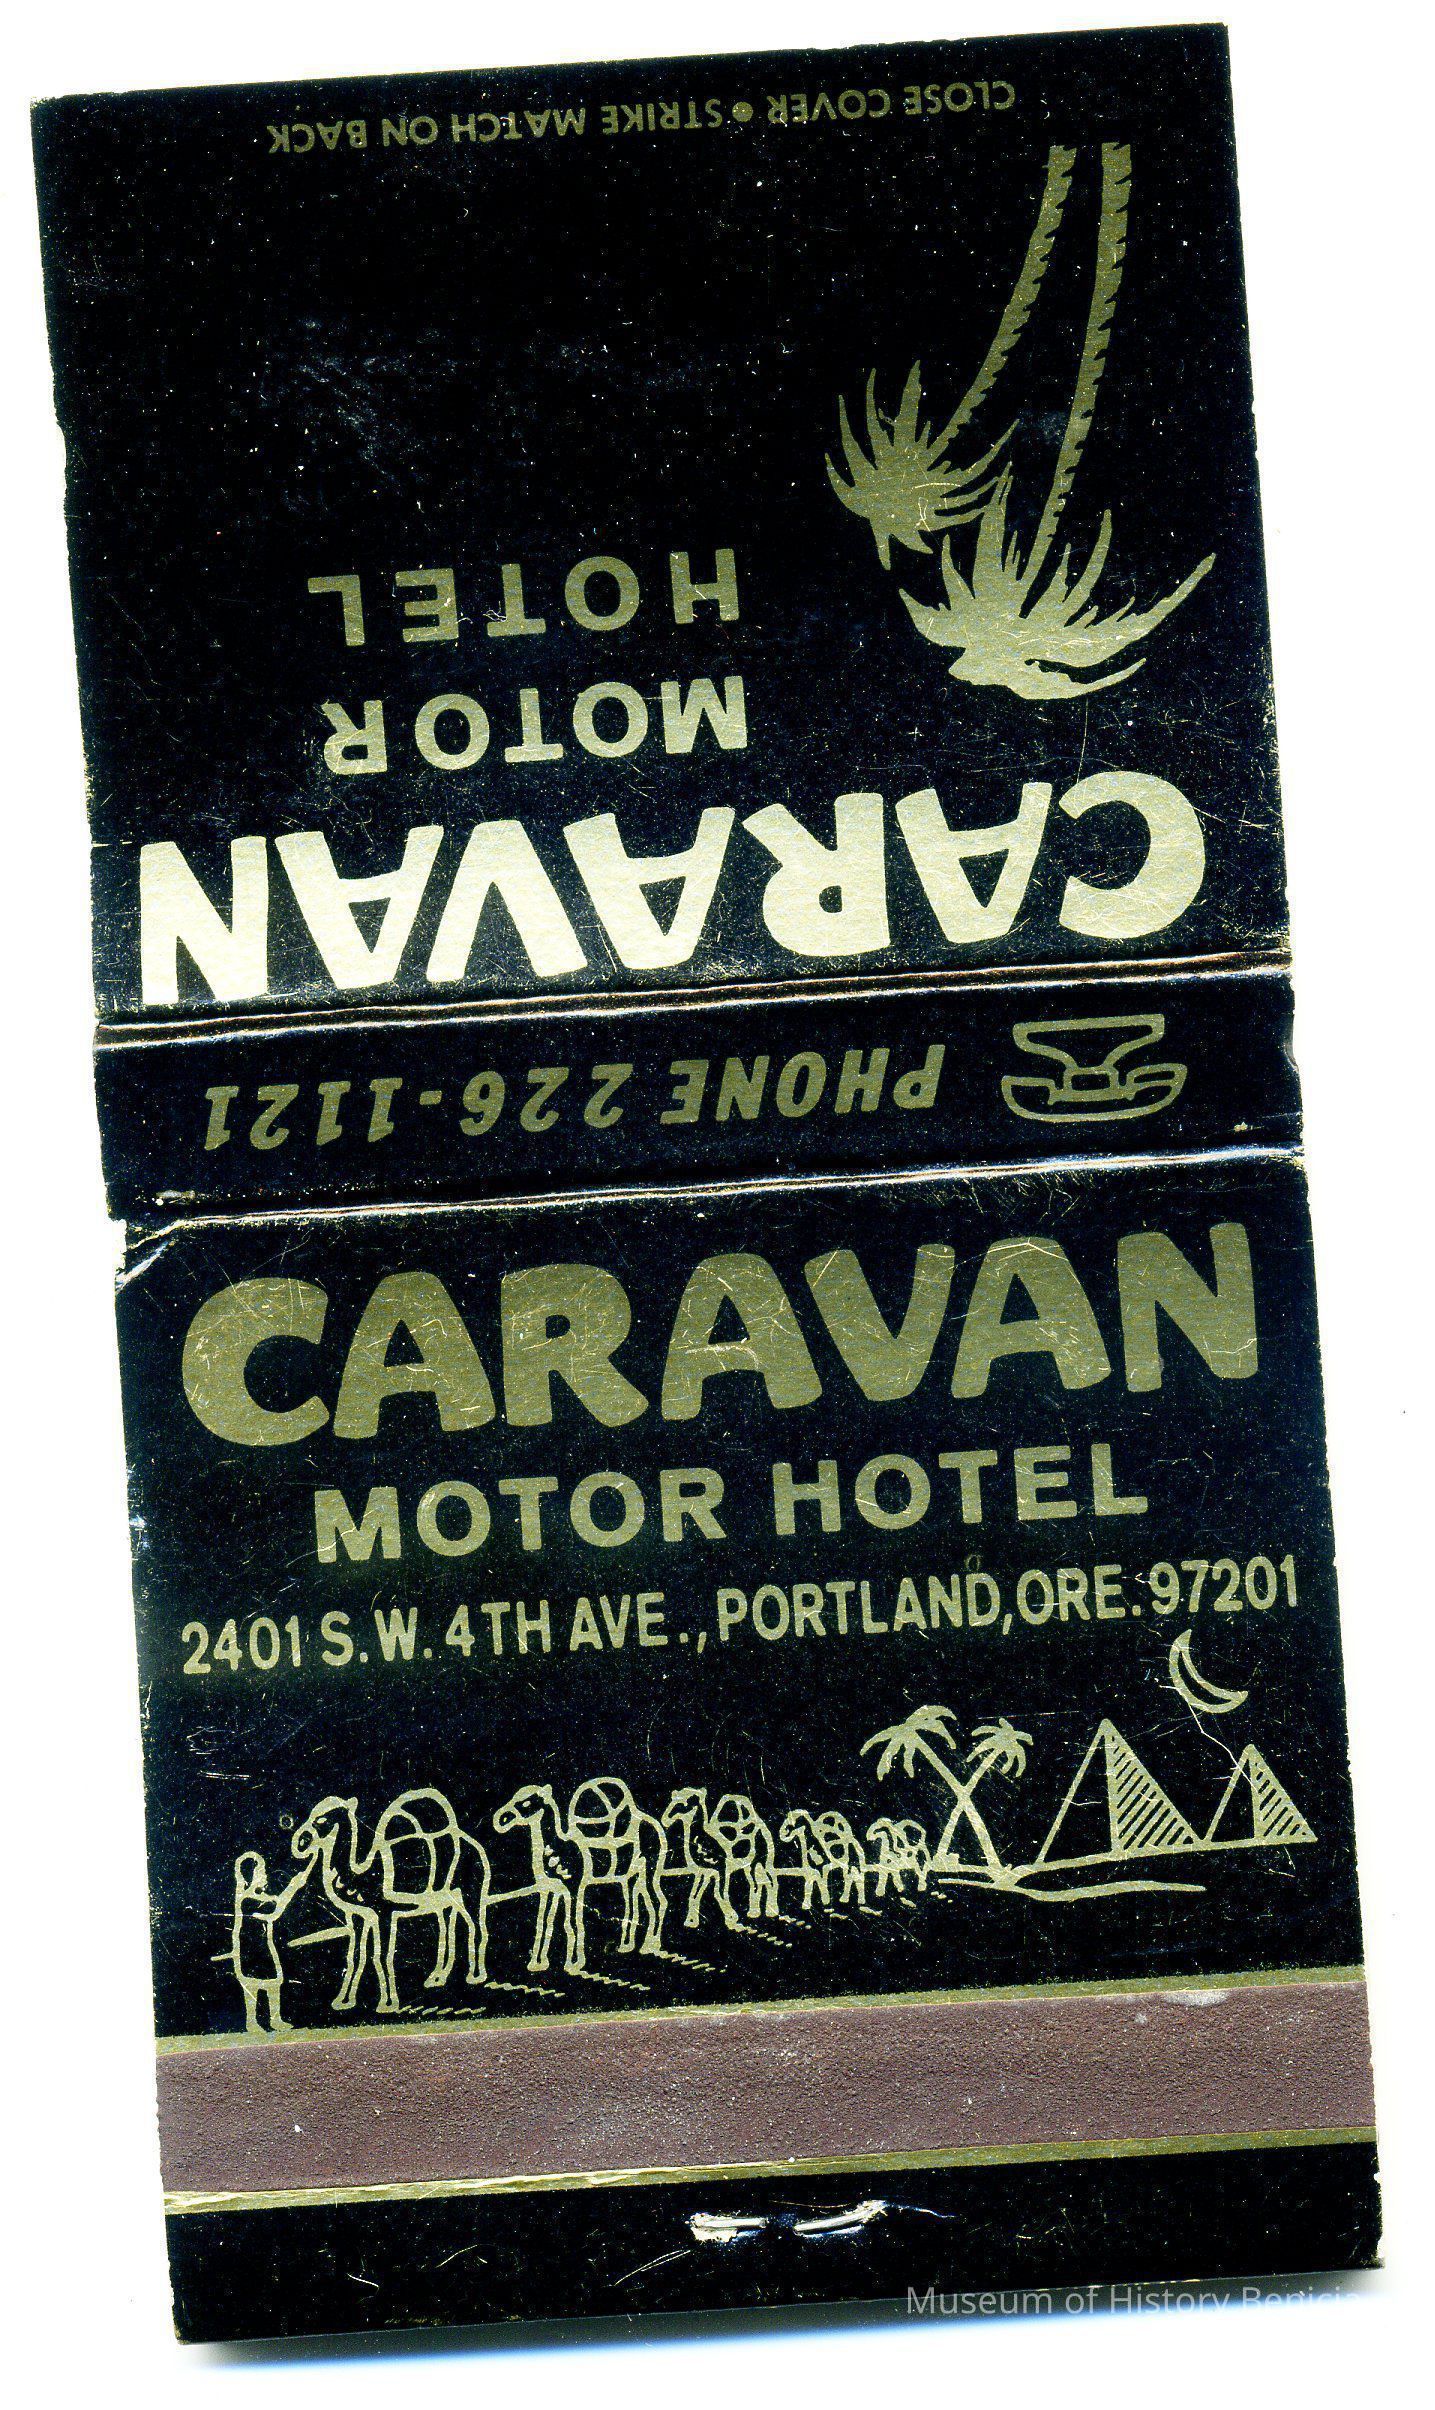 CLOSE COVER • STRIKE MATCH ON BACK
HOTEL
MOTOR
CARAVAN
PHONE 226-1121
CARAVAN
MOTOR HOTEL
2401 S.W. 4TH AVE., PORTLAND, ORE. 97201
Museum of History Benicia